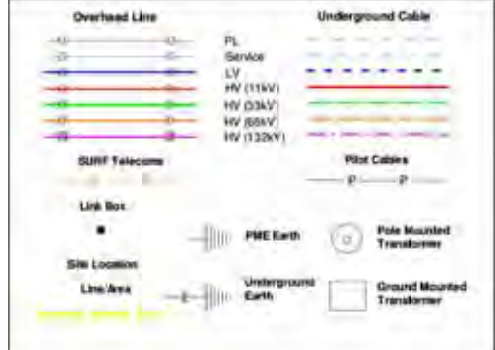 Overhead Line Underground Cable
PL
Service
LV
HV (11kV)
HV (33kV)
HV (66kV)
HV (132kV)
SURF Telecoms Pilot Cables
P P
Link Box
PME Earth Pole Mounted
Transformer
Site Location
Line/Area Underground
Earth Ground Mounted
Transformer